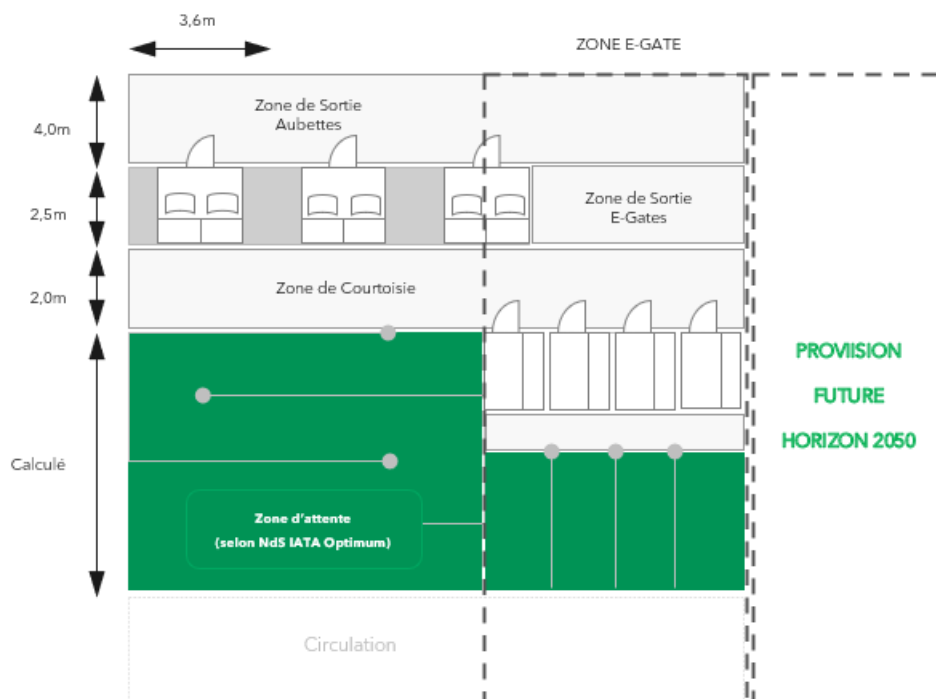 3,6m
ZONE E-GATE
Zone de Sortie
Aubettes
4,0m
2,5m
Zone de Sortie
E-Gates
2,0m
Zone de Courtoisie
PROVIISION
FUTURE
HORIZON 2050
Calculé
Zone d'attente
(selon NdS IATA Optimum)
Circulation